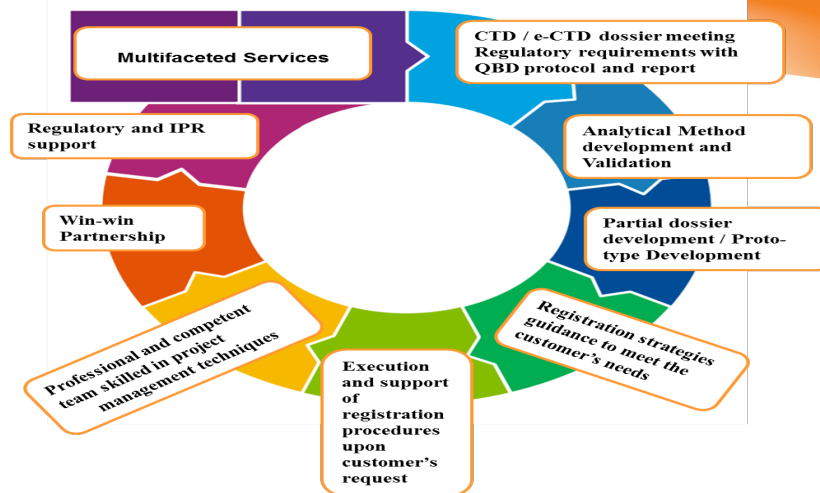 Multifaceted Services
CTD / e-CTD dossier meeting
Regulatory requirements with
QBD protocol and report
Analytical Method
development and
Validation
Partial dossier
development / Proto-
type Development
Registration strategies
guidance to meet the
customer's needs
Execution
and support
of
registration
procedures
upon
customer's
request
Professional and competent
team skilled in project
management techniques
Win-win
Partnership
Regulatory and IPR
support